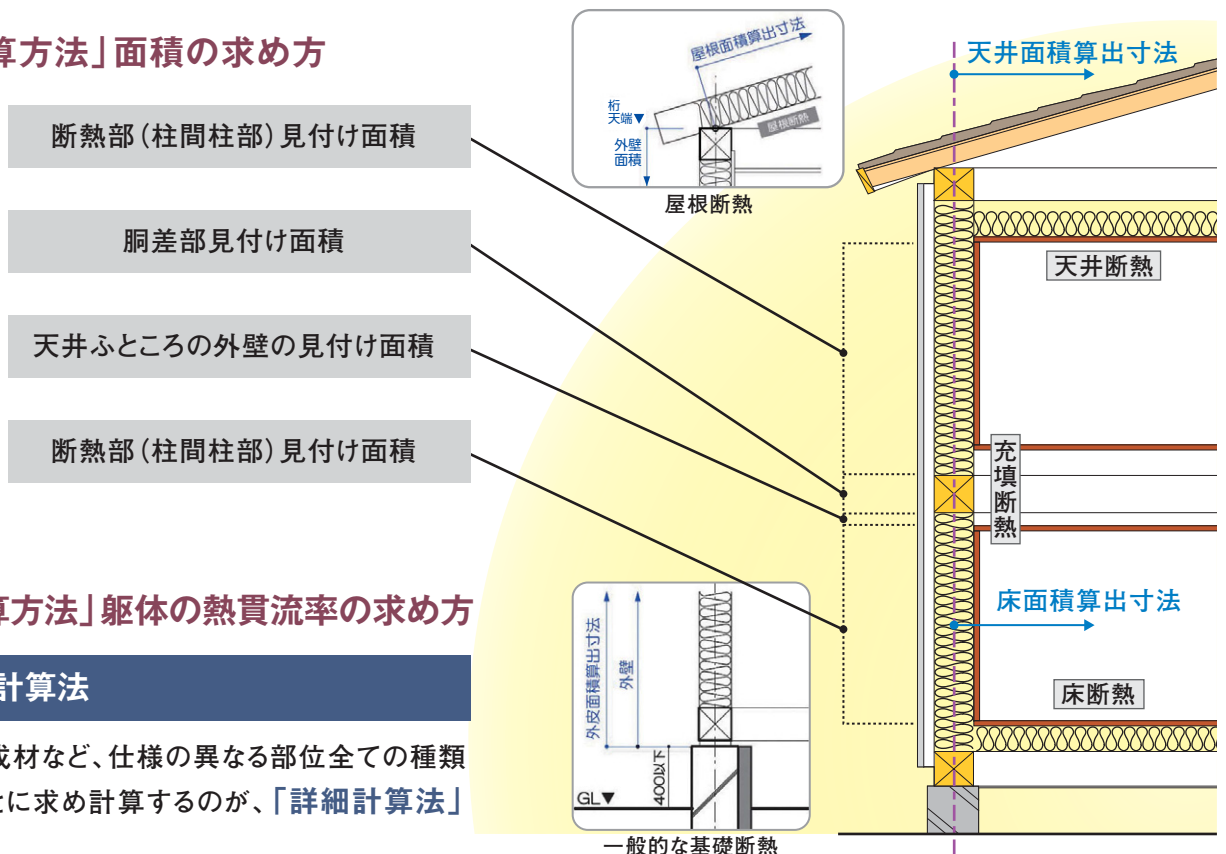 算方法」面積の求め方
断熱部（柱間柱部）見付け面積
胴差部見付け面積
天井ふところの外壁の見付け面積
断熱部（柱間柱部）見付け面積
屋根面積算出寸法
桁
天端▼
外壁
面積
屋根断熱
屋根断熱
天井面積算出寸法
天井断熱
充填断熱
床面積算出寸法
床断熱
外皮面積算出寸法
外壁
400以下
GL▼
一般的な基礎断熱
算方法」躯体の熱貫流率の求め方
計算法
成材など、仕様の異なる部位全ての種類
とに求め計算するのが、「詳細計算法」